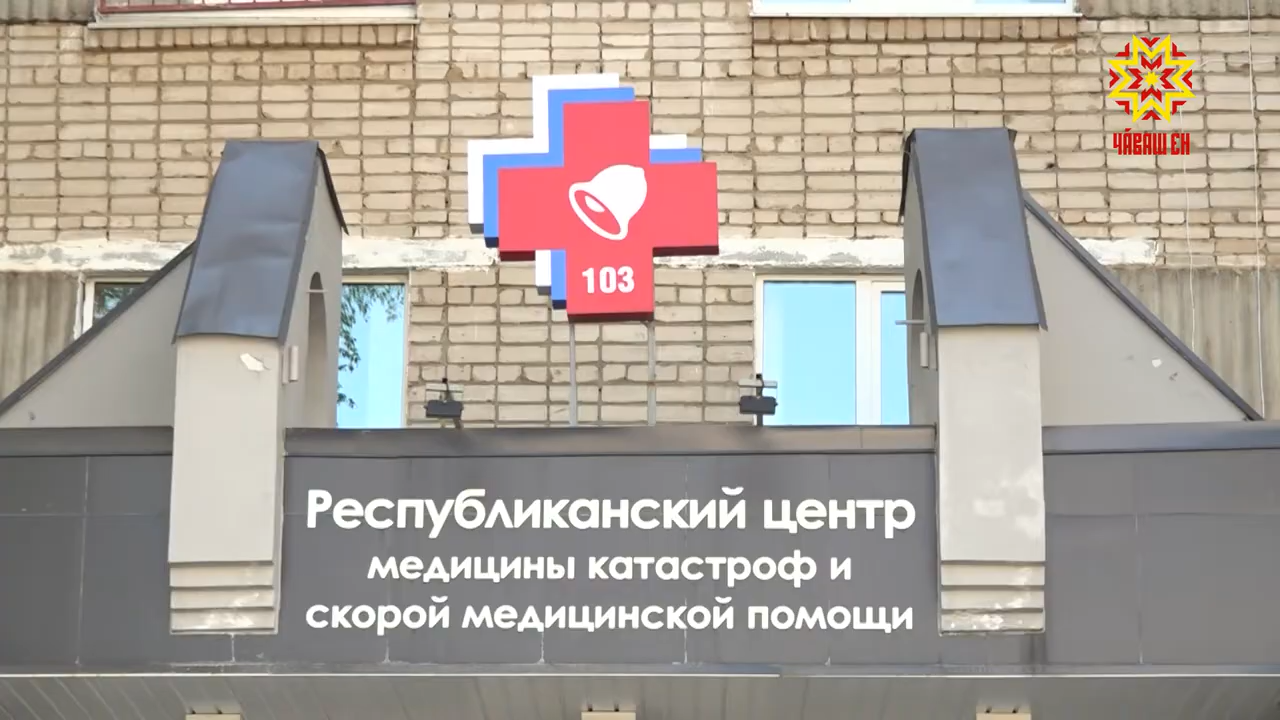 ЧĂВАШ ЕН
103
Республиканский центр
медицины катастроф и
скорой медицинской помощи